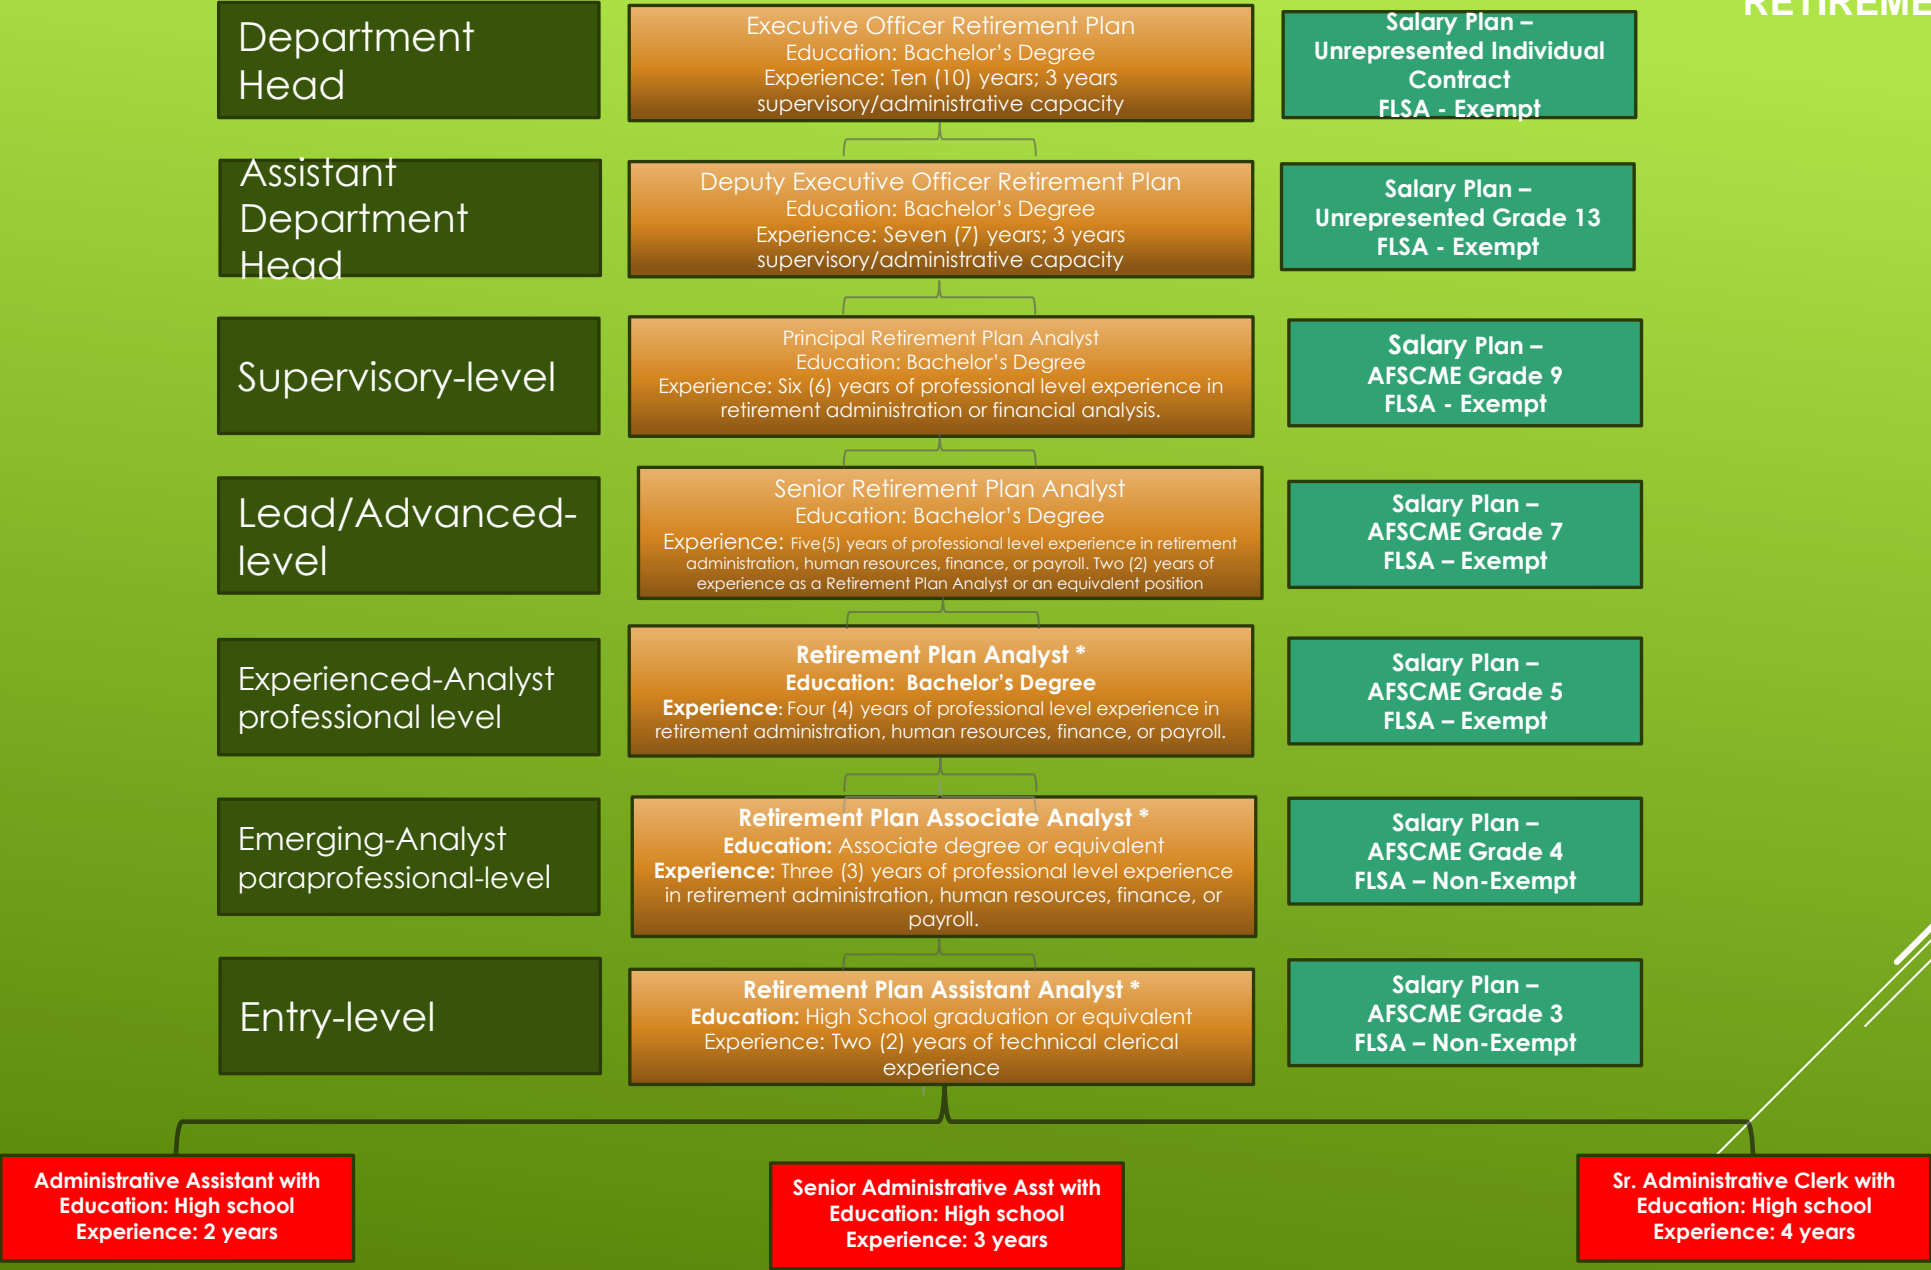 RETIREME
Department
Head
Executive Officer Retirement Plan
Education: Bachelor's Degree
Experience: Ten (10) years; 3 years
supervisory/administrative capacity
Salary Plan –
Unrepresented Individual
Contract
FLSA - Exempt
Assistant
Department
Head
Deputy Executive Officer Retirement Plan
Education: Bachelor's Degree
Experience: Seven (7) years; 3 years
supervisory/administrative capacity
Salary Plan –
Unrepresented Grade 13
FLSA - Exempt
Supervisory-level
Principal Retirement Plan Analyst
Education: Bachelor's Degree
Experience: Six (6) years of professional level experience in
retirement administration or financial analysis.
Salary Plan –
AFSCME Grade 9
FLSA - Exempt
Lead/Advanced-
level
Senior Retirement Plan Analyst
Education: Bachelor's Degree
Experience: Five(5) years of professional level experience in retirement
administration, human resources, finance, or payroll. Two (2) years of
experience as a Retirement Plan Analyst or an equivalent position
Salary Plan –
AFSCME Grade 7
FLSA – Exempt
Experienced-Analyst
professional level
Retirement Plan Analyst *
Education: Bachelor's Degree
Experience: Four (4) years of professional level experience in
retirement administration, human resources, finance, or payroll.
Salary Plan –
AFSCME Grade 5
FLSA – Exempt
Emerging-Analyst
paraprofessional-level
Retirement Plan Associate Analyst *
Education: Associate degree or equivalent
Experience: Three (3) years of professional level experience
in retirement administration, human resources, finance, or
payroll.
Salary Plan –
AFSCME Grade 4
FLSA – Non-Exempt
Entry-level
Retirement Plan Assistant Analyst *
Education: High School graduation or equivalent
Experience: Two (2) years of technical clerical
experience
Salary Plan –
AFSCME Grade 3
FLSA – Non-Exempt
Administrative Assistant with
Education: High school
Experience: 2 years
Senior Administrative Asst with
Education: High school
Experience: 3 years
Sr. Administrative Clerk with
Education: High school
Experience: 4 years